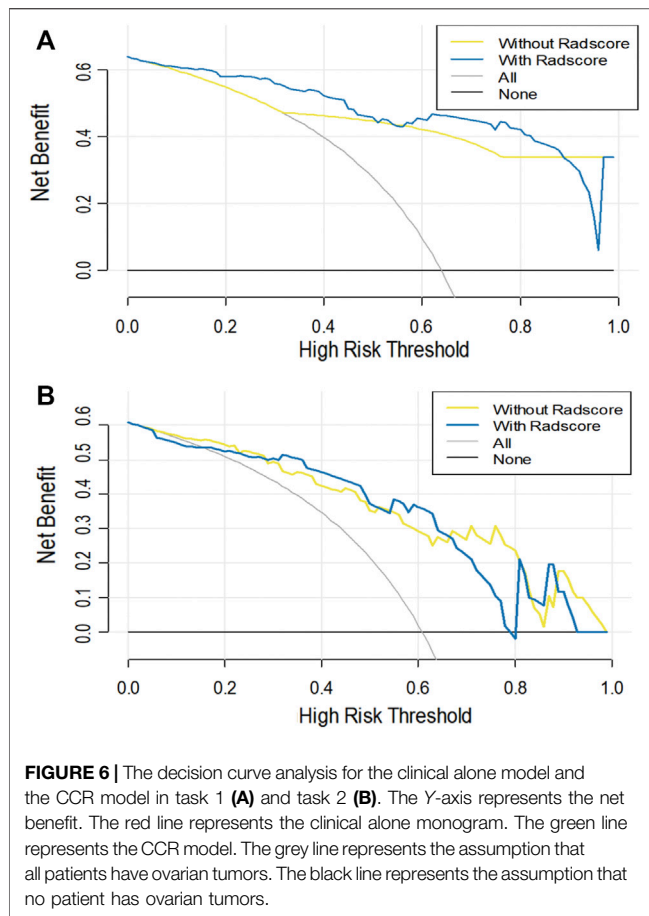 A
Without Radscore
With Radscore
All
None
Net Benefit
0.6
0.4
0.2
0.0
0.0 0.2 0.4 0.6 0.8 1.0
High Risk Threshold
B
Without Radscore
With Radscore
All
None
Net Benefit
0.6
0.5
0.4
0.3
0.2
0.1
0.0
0.0 0.2 0.4 0.6 0.8 1.0
High Risk Threshold
FIGURE 6 | The decision curve analysis for the clinical alone model and
the CCR model in task 1 (A) and task 2 (B). The Y-axis represents the net
benefit. The red line represents the clinical alone monogram. The green line
represents the CCR model. The grey line represents the assumption that
all patients have ovarian tumors. The black line represents the assumption that
no patient has ovarian tumors.